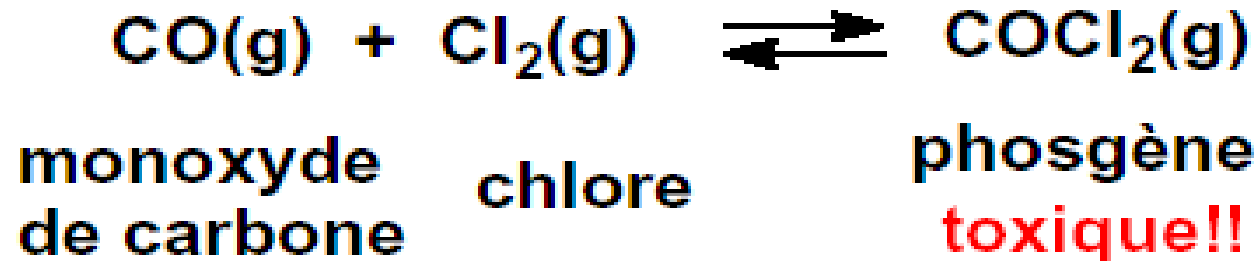 CO(g) + Cl₂(g) ⇌ COCl₂(g)
monoxyde de carbone
chlore
phosgène
toxique!!